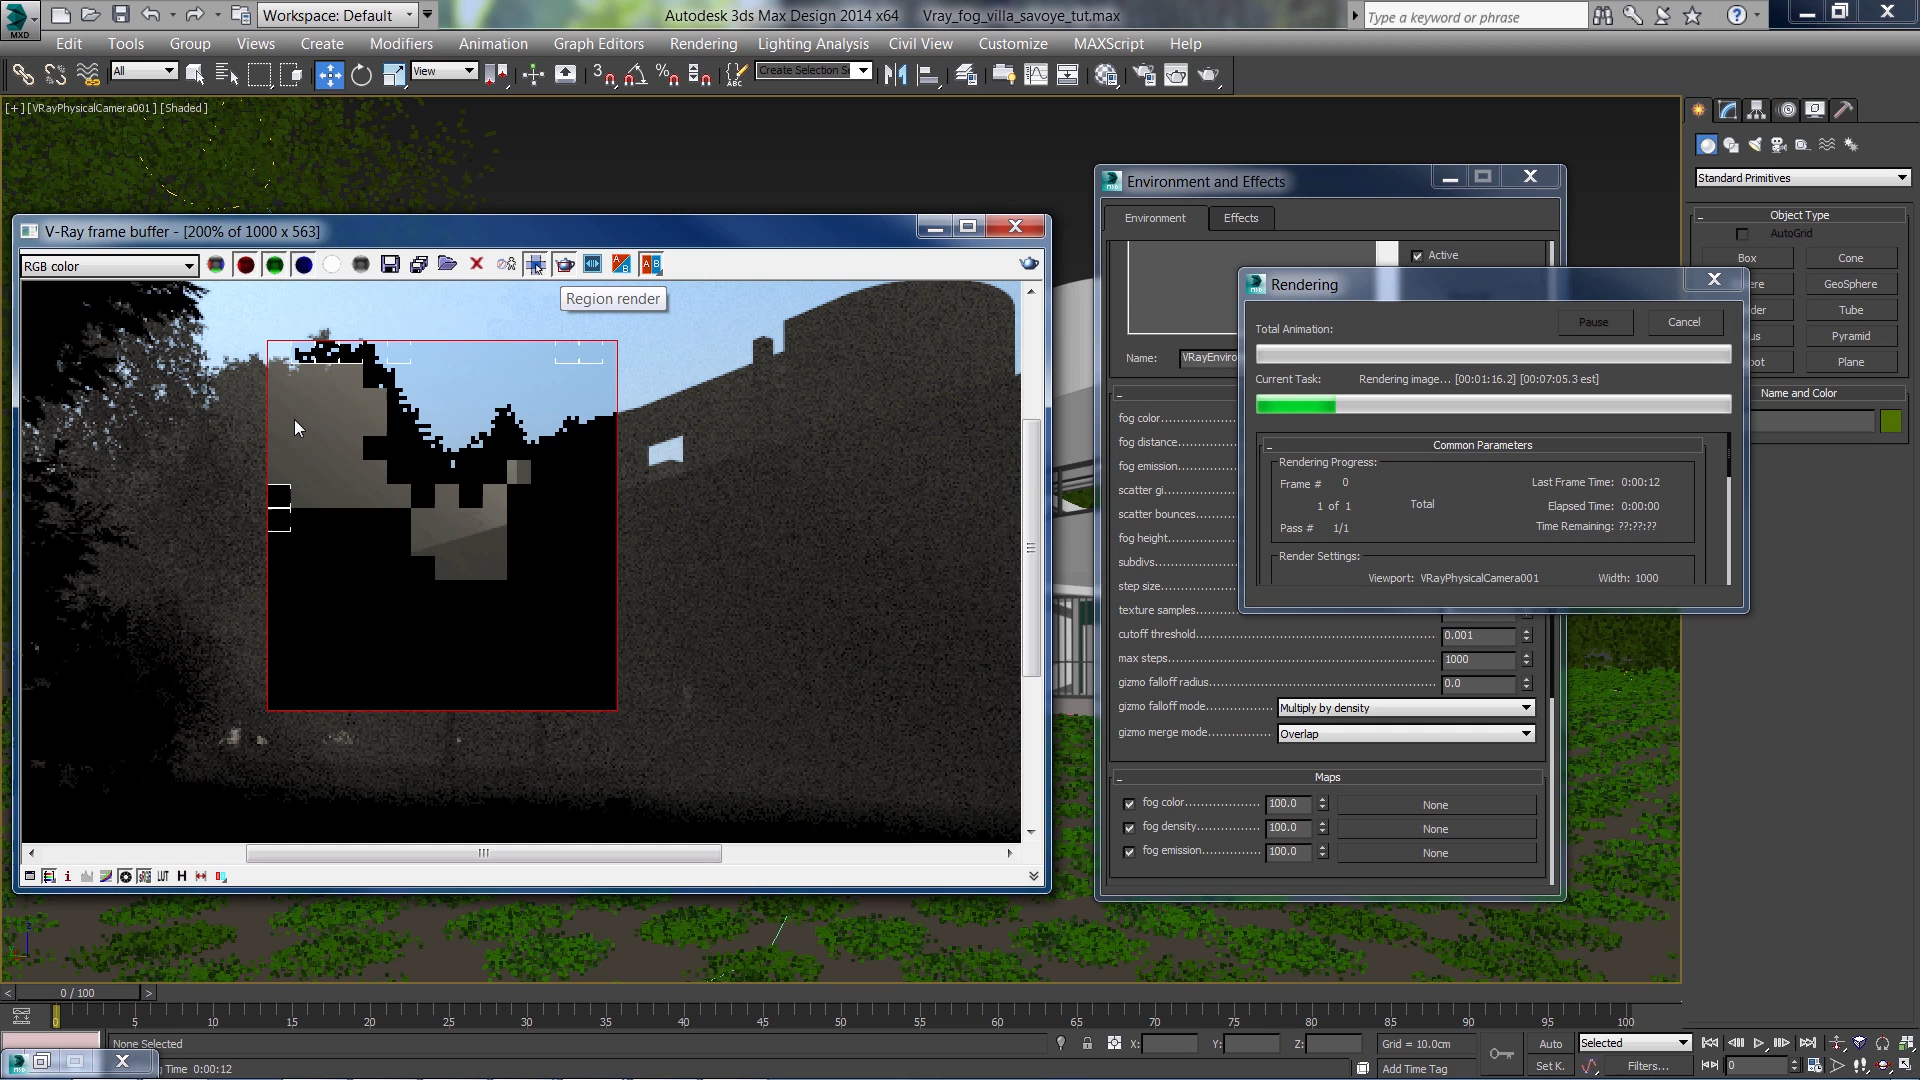 Workspace: Default
Autodesk 3ds Max Design 2014 x64 Vray_fog_villa_savoye_tut.max
Type a keyword or phrase
MXD
Edit Tools Group Views Create Modifiers Animation Graph Editors Rendering Lighting Analysis Civil View Customize MAXScript Help
All
View
Create Selection Se
[+] [VRayPhysicalCamera001 ] [Shaded ]
Environment and Effects
Environment
Effects
Active
Name: VRayEnviro
fog color
fog distance
fog emission
scatter gi
scatter bounces
fog height
subdivs
step size
texture samples
cutoff threshold 0.001
max steps 1000
gizmo falloff radius 0.0
gizmo falloff mode Multiply by density
gizmo merge mode Overlap
Maps
fog color 100.0 None
fog density 100.0 None
fog emission 100.0 None
V-Ray frame buffer - [200% of 1000 x 563]
RGB color
Region render
LUT H
Rendering
Pause Cancel
Total Animation:
Current Task: Rendering image... [00:01:16.2] [00:07:05.3 est]
Common Parameters
Rendering Progress:
Frame # 0
1 of 1 Total
Pass # 1/1
Last Frame Time: 0:00:12
Elapsed Time: 0:00:00
Time Remaining: ??:??:??
Render Settings:
Viewport: VRayPhysicalCamera001 Width: 1000
Standard Primitives
Object Type
AutoGrid
Box Cone
ere GeoSphere
der Tube
us Pyramid
ot Plane
Name and Color
0 / 100
0 5 10 15 20 25 30 35 40 45 50 55 60 65 70 75 80 85 90 95 100
None Selected
X: Y: Z: Grid = 10.0cm
Auto Selected
Time 0:00:12
Add Time Tag
Set K. Filters... 0